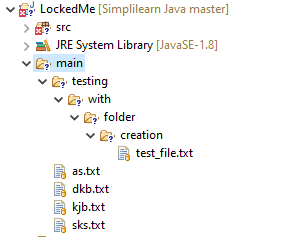 LockedMe [Simplilearn Java master]
src
JRE System Library [JavaSE-1.8]
main
testing
with
folder
creation
test_file.txt
as.txt
dkb.txt
kjb.txt
sks.txt